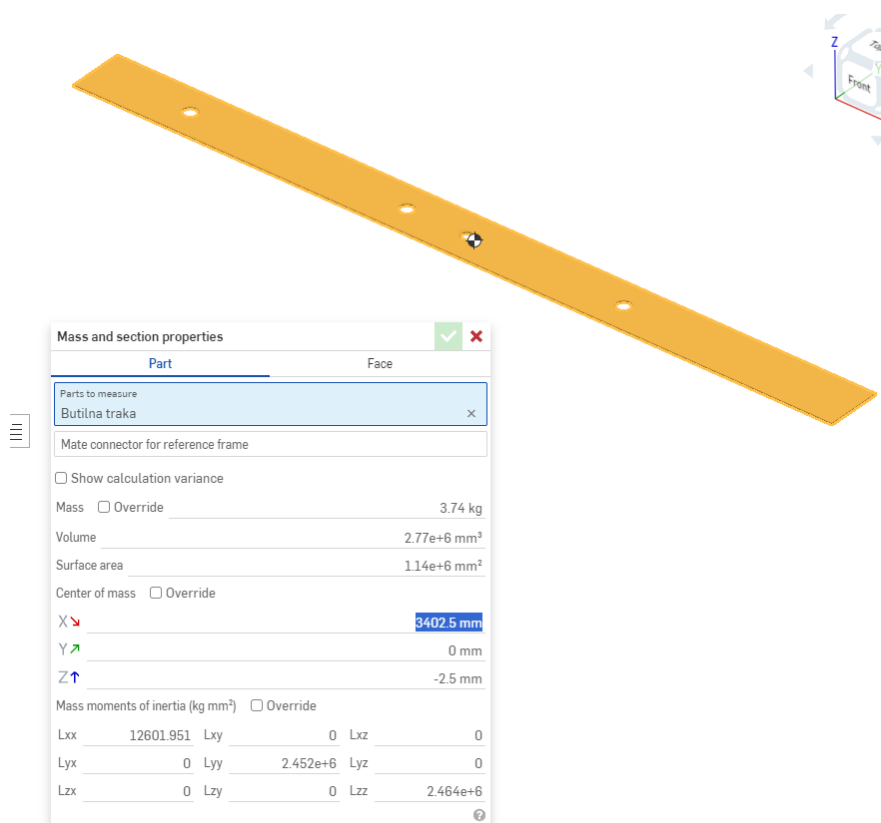 Z
Y
Front
Mass and section properties
Part Face
Parts to measure
Butilna traka
Mate connector for reference frame
Show calculation variance
Mass Override 3.74 kg
Volume 2.77e+6 mm³
Surface area 1.14e+6 mm²
Center of mass Override
X 3402.5 mm
Y 0 mm
Z -2.5 mm
Mass moments of inertia (kg mm²) Override
Lxx 12601.951 Lxy 0 Lxz 0
Lyx 0 Lyy 2.452e+6 Lyz 0
Lzx 0 Lzy 0 Lzz 2.464e+6